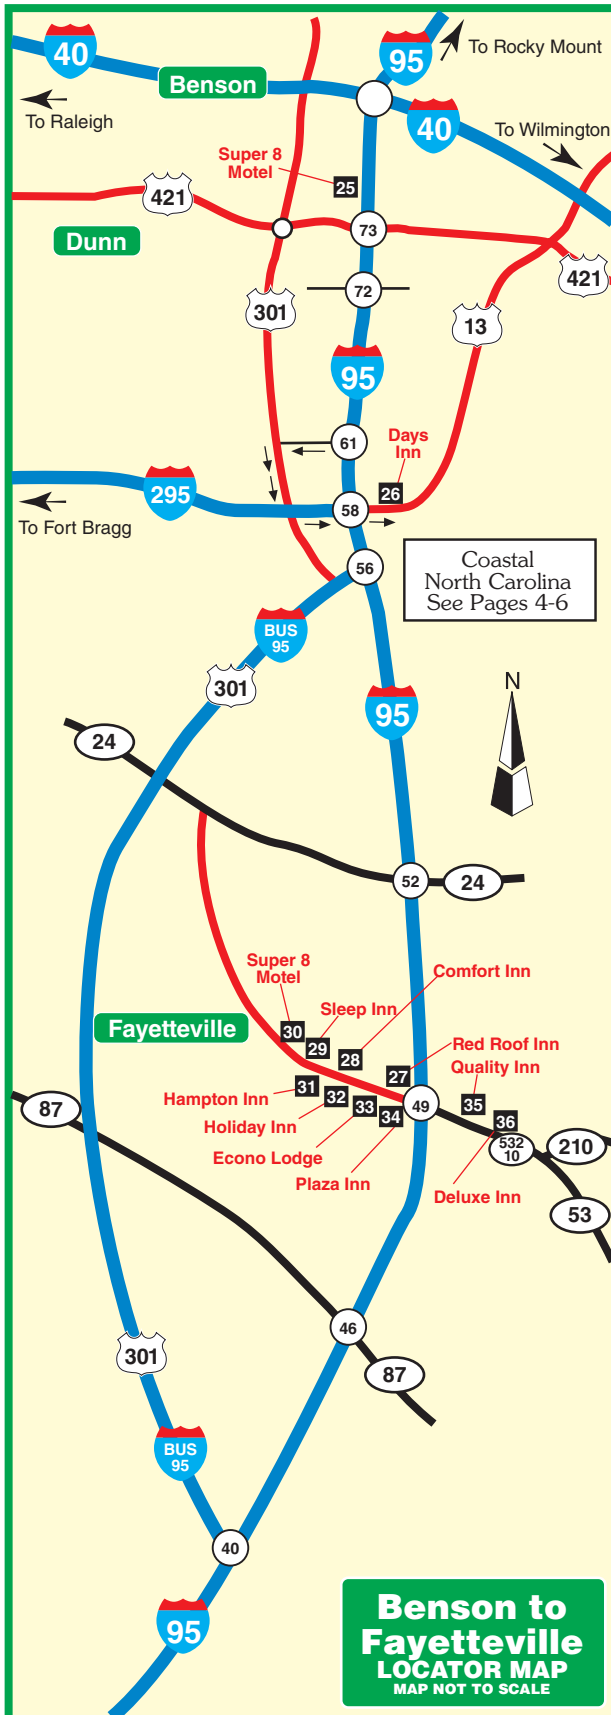 40
95
To Rocky Mount
Benson
To Raleigh
40
To Wilmington
Super 8
Motel
25
421
Dunn
73
421
72
301
13
95
61
Days
Inn
26
295
58
To Fort Bragg
56
Coastal
North Carolina
See Pages 4-6
BUS
95
301
N
95
24
52
24
Super 8
Motel
Comfort Inn
Sleep Inn
30
29
28
Fayetteville
Red Roof Inn
Quality Inn
27
31
Hampton Inn
32
33
34
49
35
36
87
Holiday Inn
Econo Lodge
Plaza Inn
532
10
210
Deluxe Inn
53
46
301
87
BUS
95
40
95
Benson to
Fayetteville
LOCATOR MAP
MAP NOT TO SCALE